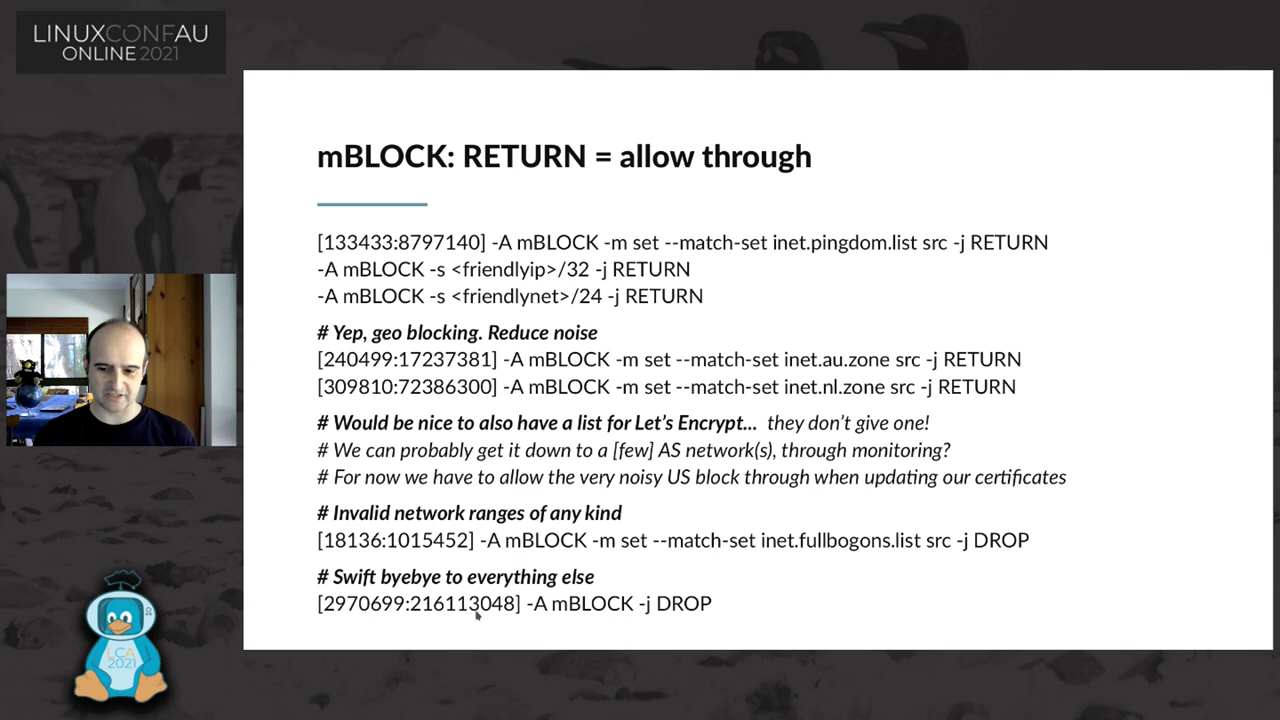 LINUXCONFAU
ONLINE 2021
mBLOCK: RETURN = allow through
[133433:8797140] -A mBLOCK -m set --match-set inet.pingdom.list src -j RETURN
-A mBLOCK -s <friendlyip>/32 -j RETURN
-A mBLOCK -s <friendlynet>/24 -j RETURN
# Yep, geo blocking. Reduce noise
[240499:17237381] -A mBLOCK -m set --match-set inet.au.zone src -j RETURN
[309810:72386300] -A mBLOCK -m set --match-set inet.nl.zone src -j RETURN
# Would be nice to also have a list for Let’s Encrypt... they don’t give one!
# We can probably get it down to a [few] AS network(s), through monitoring?
# For now we have to allow the very noisy US block through when updating our certificates
# Invalid network ranges of any kind
[18136:1015452] -A mBLOCK -m set --match-set inet.fullbogons.list src -j DROP
# Swift byebye to everything else
[2970699:216113048] -A mBLOCK -j DROP
LCA
2021